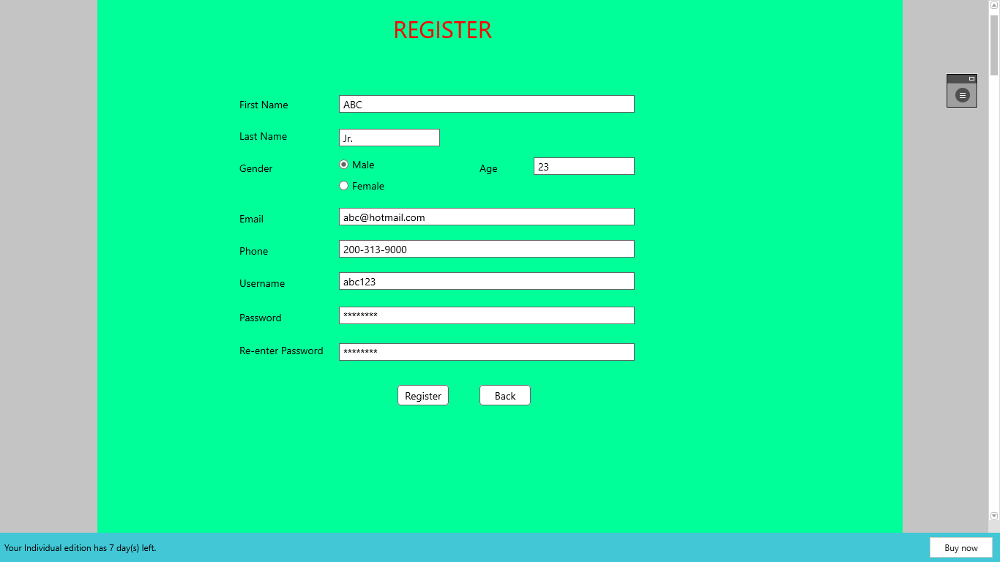 REGISTER
First Name ABC
Last Name Jr.
Gender Male Age 23
Female
Email abc@hotmail.com
Phone 200-313-9000
Username abc123
Password ********
Re-enter Password ********
Register Back
Your Individual edition has 7 day(s) left. Buy now